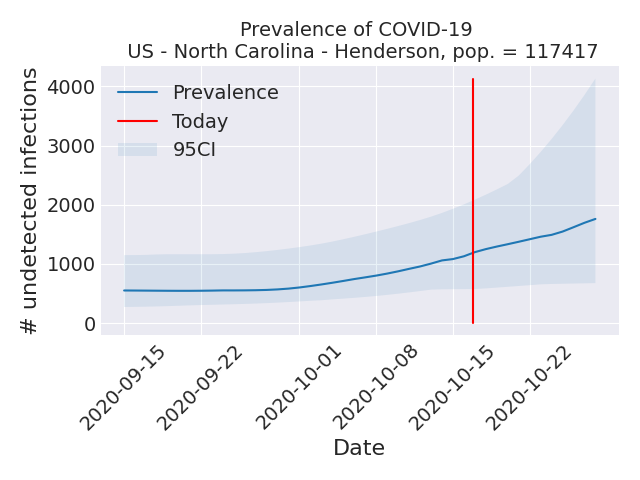 Prevalence of COVID-19
US - North Carolina - Henderson, pop. = 117417
# undetected infections
4000
3000
2000
1000
0
Prevalence
Today
95CI
2020-09-15
2020-09-22
2020-10-01
2020-10-08
2020-10-15
2020-10-22
Date